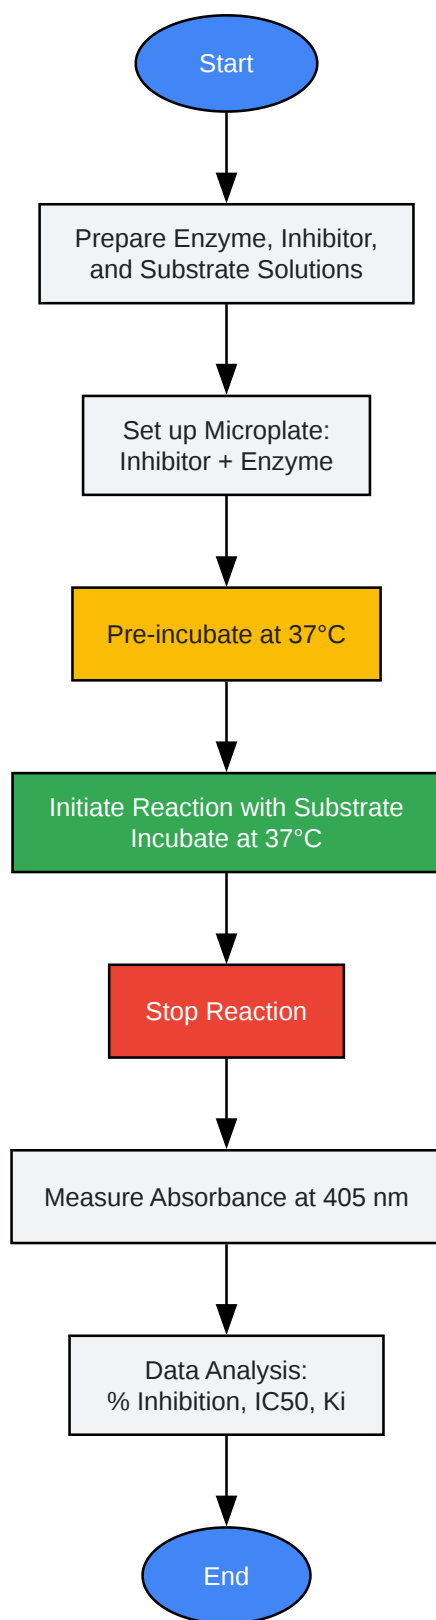 Start
Prepare Enzyme, Inhibitor,
and Substrate Solutions
Set up Microplate:
Inhibitor + Enzyme
Pre-incubate at 37°C
Initiate Reaction with Substrate
Incubate at 37°C
Stop Reaction
Measure Absorbance at 405 nm
Data Analysis:
% Inhibition, IC50, Ki
End